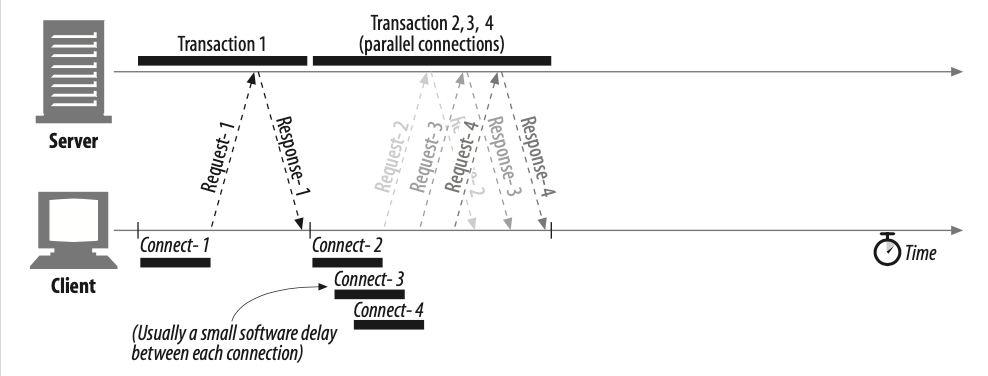 Transaction 1
Transaction 2, 3, 4
(parallel connections)
Server
Request- 1
Response- 1
Request- 2
Request- 3
Request- 4
Response- 3
Response- 4
Connect- 1
Connect- 2
Connect- 3
Connect- 4
Client
Time
(Usually a small software delay
between each connection)